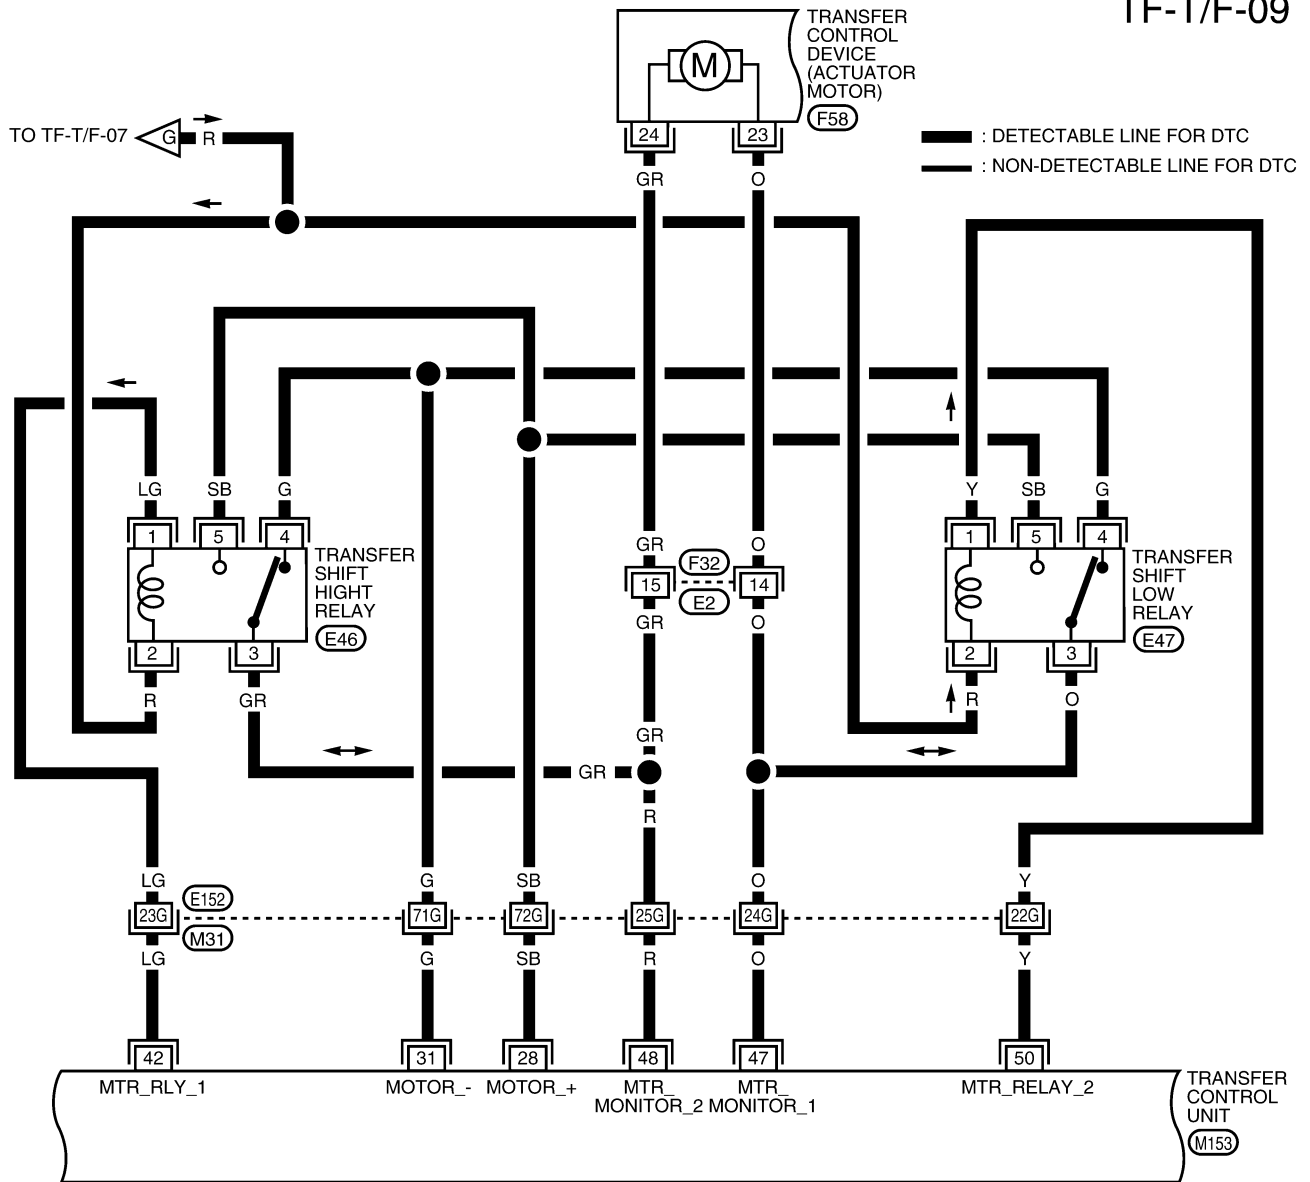 TF-T/F-09
TRANSFER
CONTROL
DEVICE
(ACTUATOR
MOTOR)
F58
M
24
23
TO TF-T/F-07
G
R
: DETECTABLE LINE FOR DTC
: NON-DETECTABLE LINE FOR DTC
GR
O
LG
SB
G
Y
SB
G
1
5
4
1
5
4
GR
O
F32
15
14
E2
GR
O
TRANSFER
SHIFT
HIGHT
RELAY
E46
TRANSFER
SHIFT
LOW
RELAY
E47
2
3
2
3
R
GR
R
O
GR
GR
R
LG
G
SB
O
Y
E152
23G
71G
72G
25G
24G
22G
M31
LG
G
SB
R
O
Y
42
31
28
48
47
50
MTR_RLY_1
MOTOR_-
MOTOR_+
MTR_
MONITOR_2
MTR_
MONITOR_1
MTR_RELAY_2
TRANSFER
CONTROL
UNIT
M153